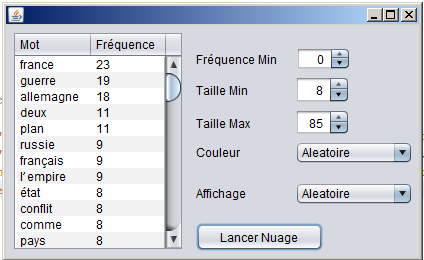 Mot Fréquence
france 23
guerre 19
allemagne 18
deux 11
plan 11
russie 9
français 9
l'empire 9
état 8
conflit 8
comme 8
pays 8
Fréquence Min 0
Taille Min 8
Taille Max 85
Couleur Aleatoire
Affichage Aleatoire
Lancer Nuage